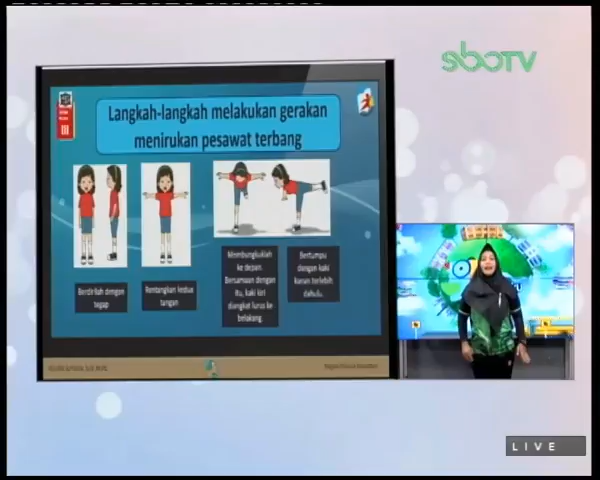 sboTV
Langkah-langkah melakukan gerakan
menirukan pesawat terbang
III
Berdirilah dengan
tegap
Rentangkan kedua
tangan
Membungkuklah
ke depan.
Bersamaan dengan
itu, kaki kiri
diangkat lurus ke
belakang.
Bertumpu
dengan kaki
kanan terlebih
dahulu.
LIVE